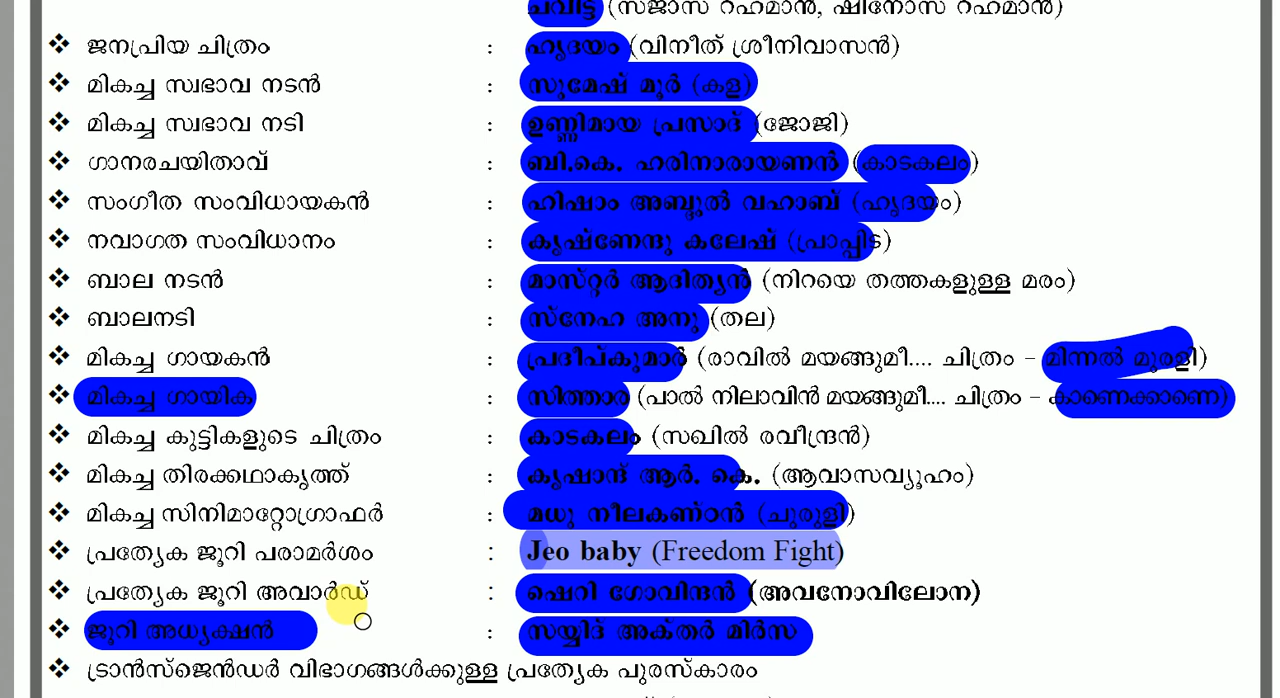 ചവിട്ട് (സജാസ് റഹമാൻ, ഷിനോസ് റഹ്മാൻ)
❖ ജനപ്രിയ ചിത്രം : ഹൃദയം (വിനീത് ശ്രീനിവാസൻ)
❖ മികച്ച സ്വഭാവ നടൻ : സുമേഷ് മൂർ (കള)
❖ മികച്ച സ്വഭാവ നടി : ഉണ്ണിമായ പ്രസാദ് (ജോജി)
❖ ഗാനരചയിതാവ് : ബി.കെ. ഹരിനാരായണൻ (കാടകലം)
❖ സംഗീത സംവിധായകൻ : ഹിഷാം അബ്ദുൽ വഹാബ് (ഹൃദയം)
❖ നവാഗത സംവിധാനം : കൃഷ്ണേന്ദു കലേഷ് (പ്രാപ്പിട)
❖ ബാല നടൻ : മാസ്റ്റർ ആദിത്യൻ (നിറയെ തത്തകളുള്ള മരം)
❖ ബാലനടി : സ്നേഹ അനു (തല)
❖ മികച്ച ഗായകൻ : പ്രദീപ്കുമാർ (രാവിൽ മയങ്ങുമീ.... ചിത്രം - മിന്നൽ മുരളി)
❖ മികച്ച ഗായിക : സിത്താര (പാൽ നിലാവിൻ മയങ്ങുമീ.... ചിത്രം - കാണെക്കാണെ)
❖ മികച്ച കുട്ടികളുടെ ചിത്രം : കാടകലം (സഖിൽ രവീന്ദ്രൻ)
❖ മികച്ച തിരക്കഥാകൃത്ത് : കൃഷാന്ദ് ആർ. കെ. (ആവാസവ്യൂഹം)
❖ മികച്ച സിനിമാറ്റോഗ്രാഫർ : മധു നീലകണ്ഠൻ (ചുരുളി)
❖ പ്രത്യേക ജൂറി പരാമർശം : Jeo baby (Freedom Fight)
❖ പ്രത്യേക ജൂറി അവാർഡ് : ഷെറി ഗോവിന്ദൻ (അവനോവിലോന)
❖ ജൂറി അധ്യക്ഷൻ : സയ്യിദ് അക്തർ മിർസ
❖ ട്രാൻസ്ജെൻഡർ വിഭാഗങ്ങൾക്കുള്ള പ്രത്യേക പുരസ്കാരം